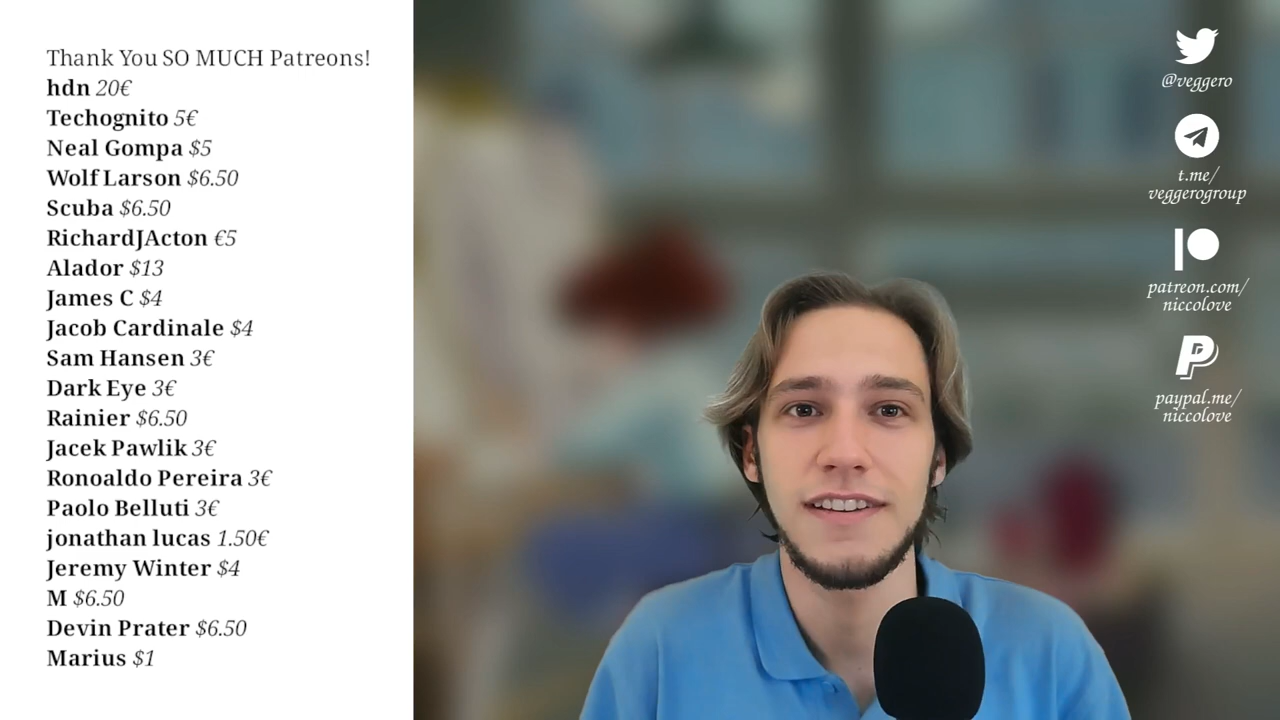 Thank You SO MUCH Patreons!
hdn 20€
Techognito 5€
Neal Gompa $5
Wolf Larson $6.50
Scuba $6.50
RichardJActon €5
Alador $13
James C $4
Jacob Cardinale $4
Sam Hansen 3€
Dark Eye 3€
Rainier $6.50
Jacek Pawlik 3€
Ronoaldo Pereira 3€
Paolo Belluti 3€
jonathan lucas 1.50€
Jeremy Winter $4
M $6.50
Devin Prater $6.50
Marius $1
@veggero
t.me/
veggerogroup
patreon.com/
niccolove
paypal.me/
niccolove